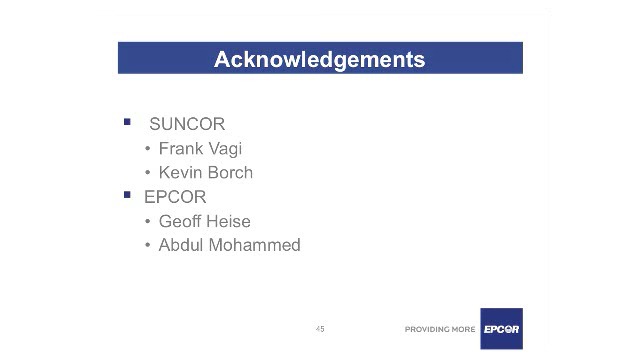 Acknowledgements
SUNCOR
• Frank Vagi
• Kevin Borch
EPCOR
• Geoff Heise
• Abdul Mohammed
45
PROVIDING MORE
EPCOR